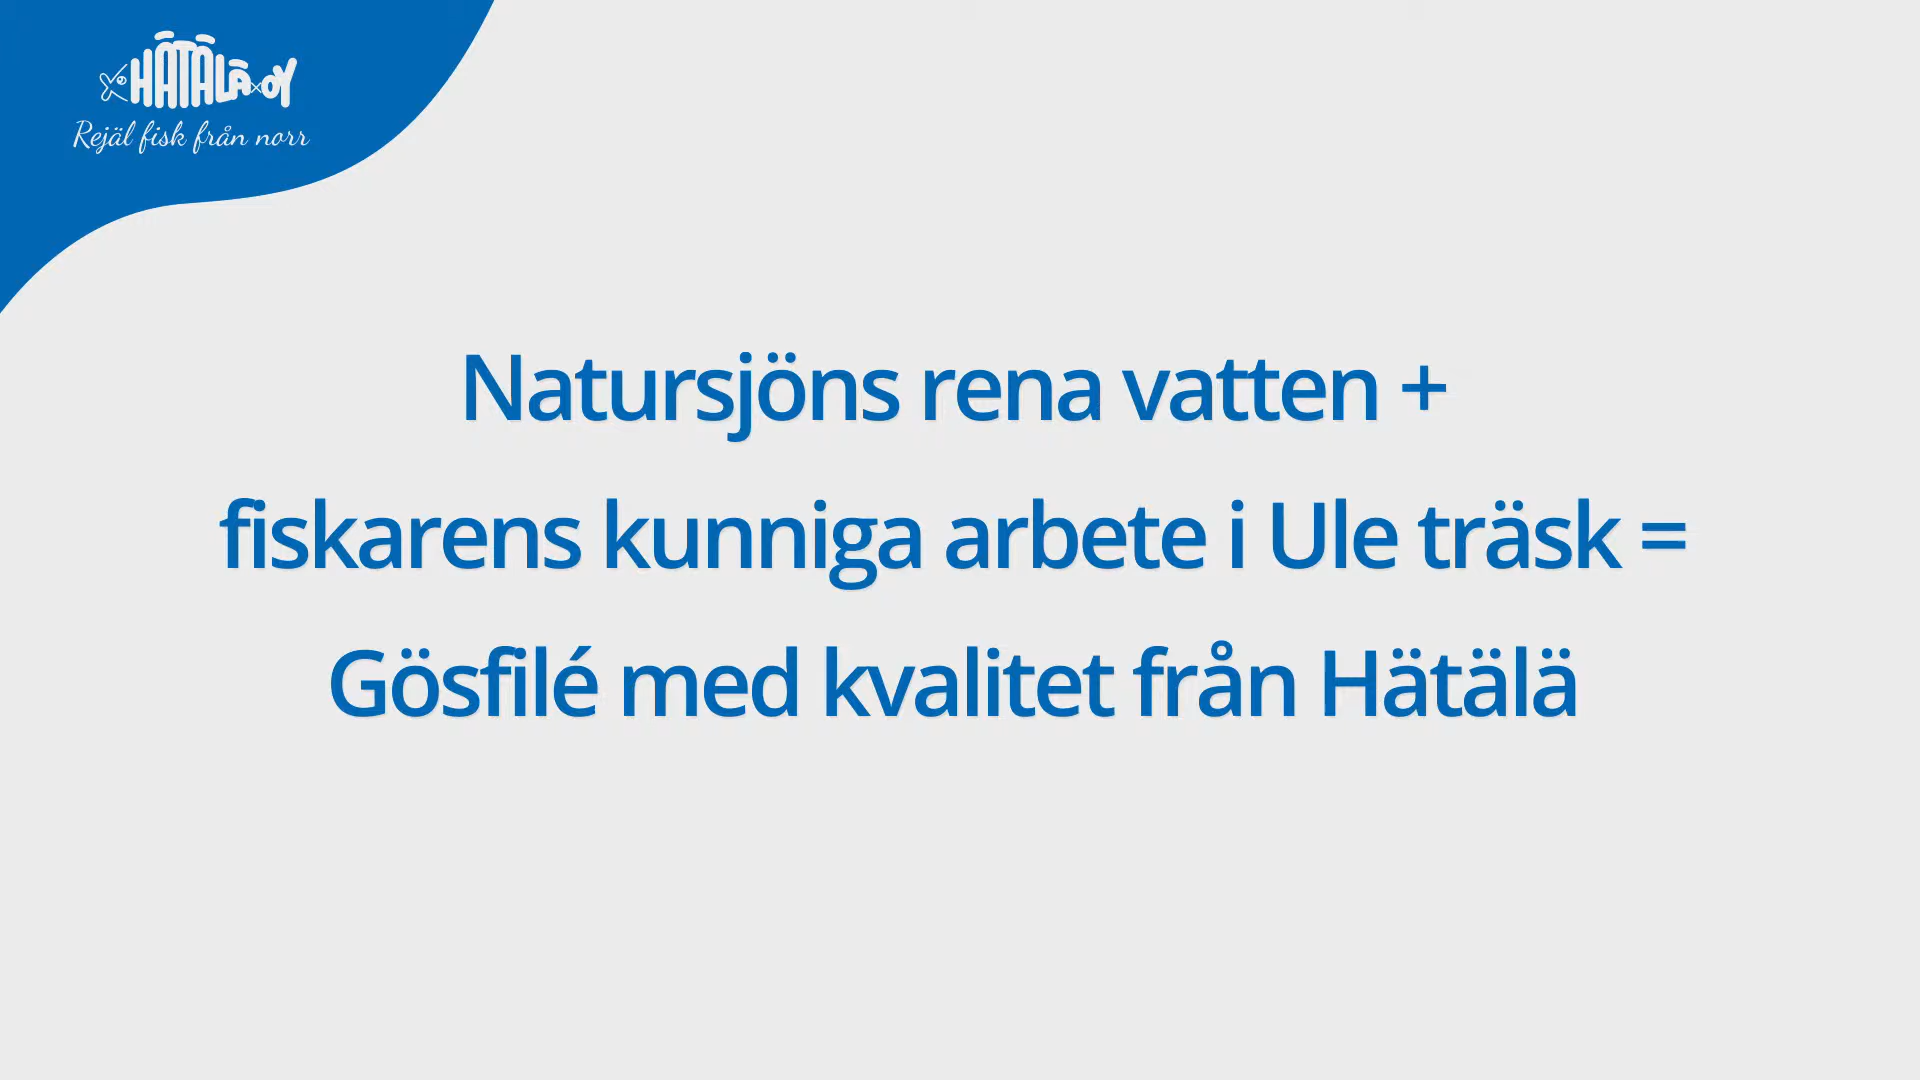 HÄTÄLÄ OY
Rejäl fisk från norr
Natursjöns rena vatten +
fiskarens kunniga arbete i Ule träsk =
Gösfilé med kvalitet från Hätälä